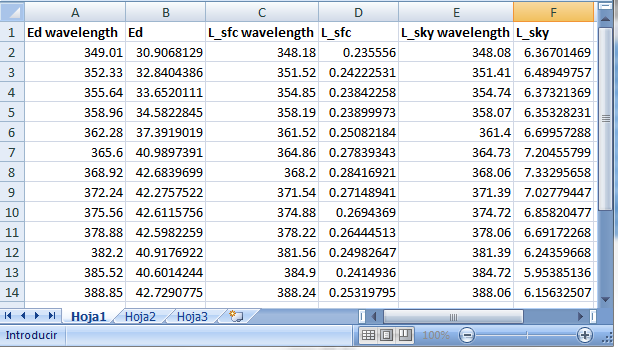 A B C D E F
1 Ed wavelength Ed L_sfc wavelength L_sfc L_sky wavelength L_sky
2 349.01 30.9068129 348.18 0.235556 348.08 6.36701469
3 352.33 32.8404386 351.52 0.24222531 351.41 6.48949757
4 355.64 33.6520111 354.85 0.23842258 354.74 6.37321369
5 358.96 34.5822845 358.19 0.23899973 358.07 6.35328231
6 362.28 37.3919019 361.52 0.25082184 361.4 6.69957288
7 365.6 40.9897391 364.86 0.27839343 364.73 7.20455799
8 368.92 42.6839699 368.2 0.28416921 368.06 7.33295658
9 372.24 42.2757522 371.54 0.27148941 371.39 7.02779447
10 375.56 42.6115756 374.88 0.2694369 374.72 6.85820477
11 378.88 42.5982259 378.22 0.26444513 378.06 6.69172268
12 382.2 40.9176922 381.56 0.24982647 381.39 6.24359668
13 385.52 40.6014244 384.9 0.2414936 384.72 5.95385136
14 388.85 42.7290775 388.24 0.25319795 388.06 6.15632507
Hoja1 Hoja2 Hoja3
Introducir 100%